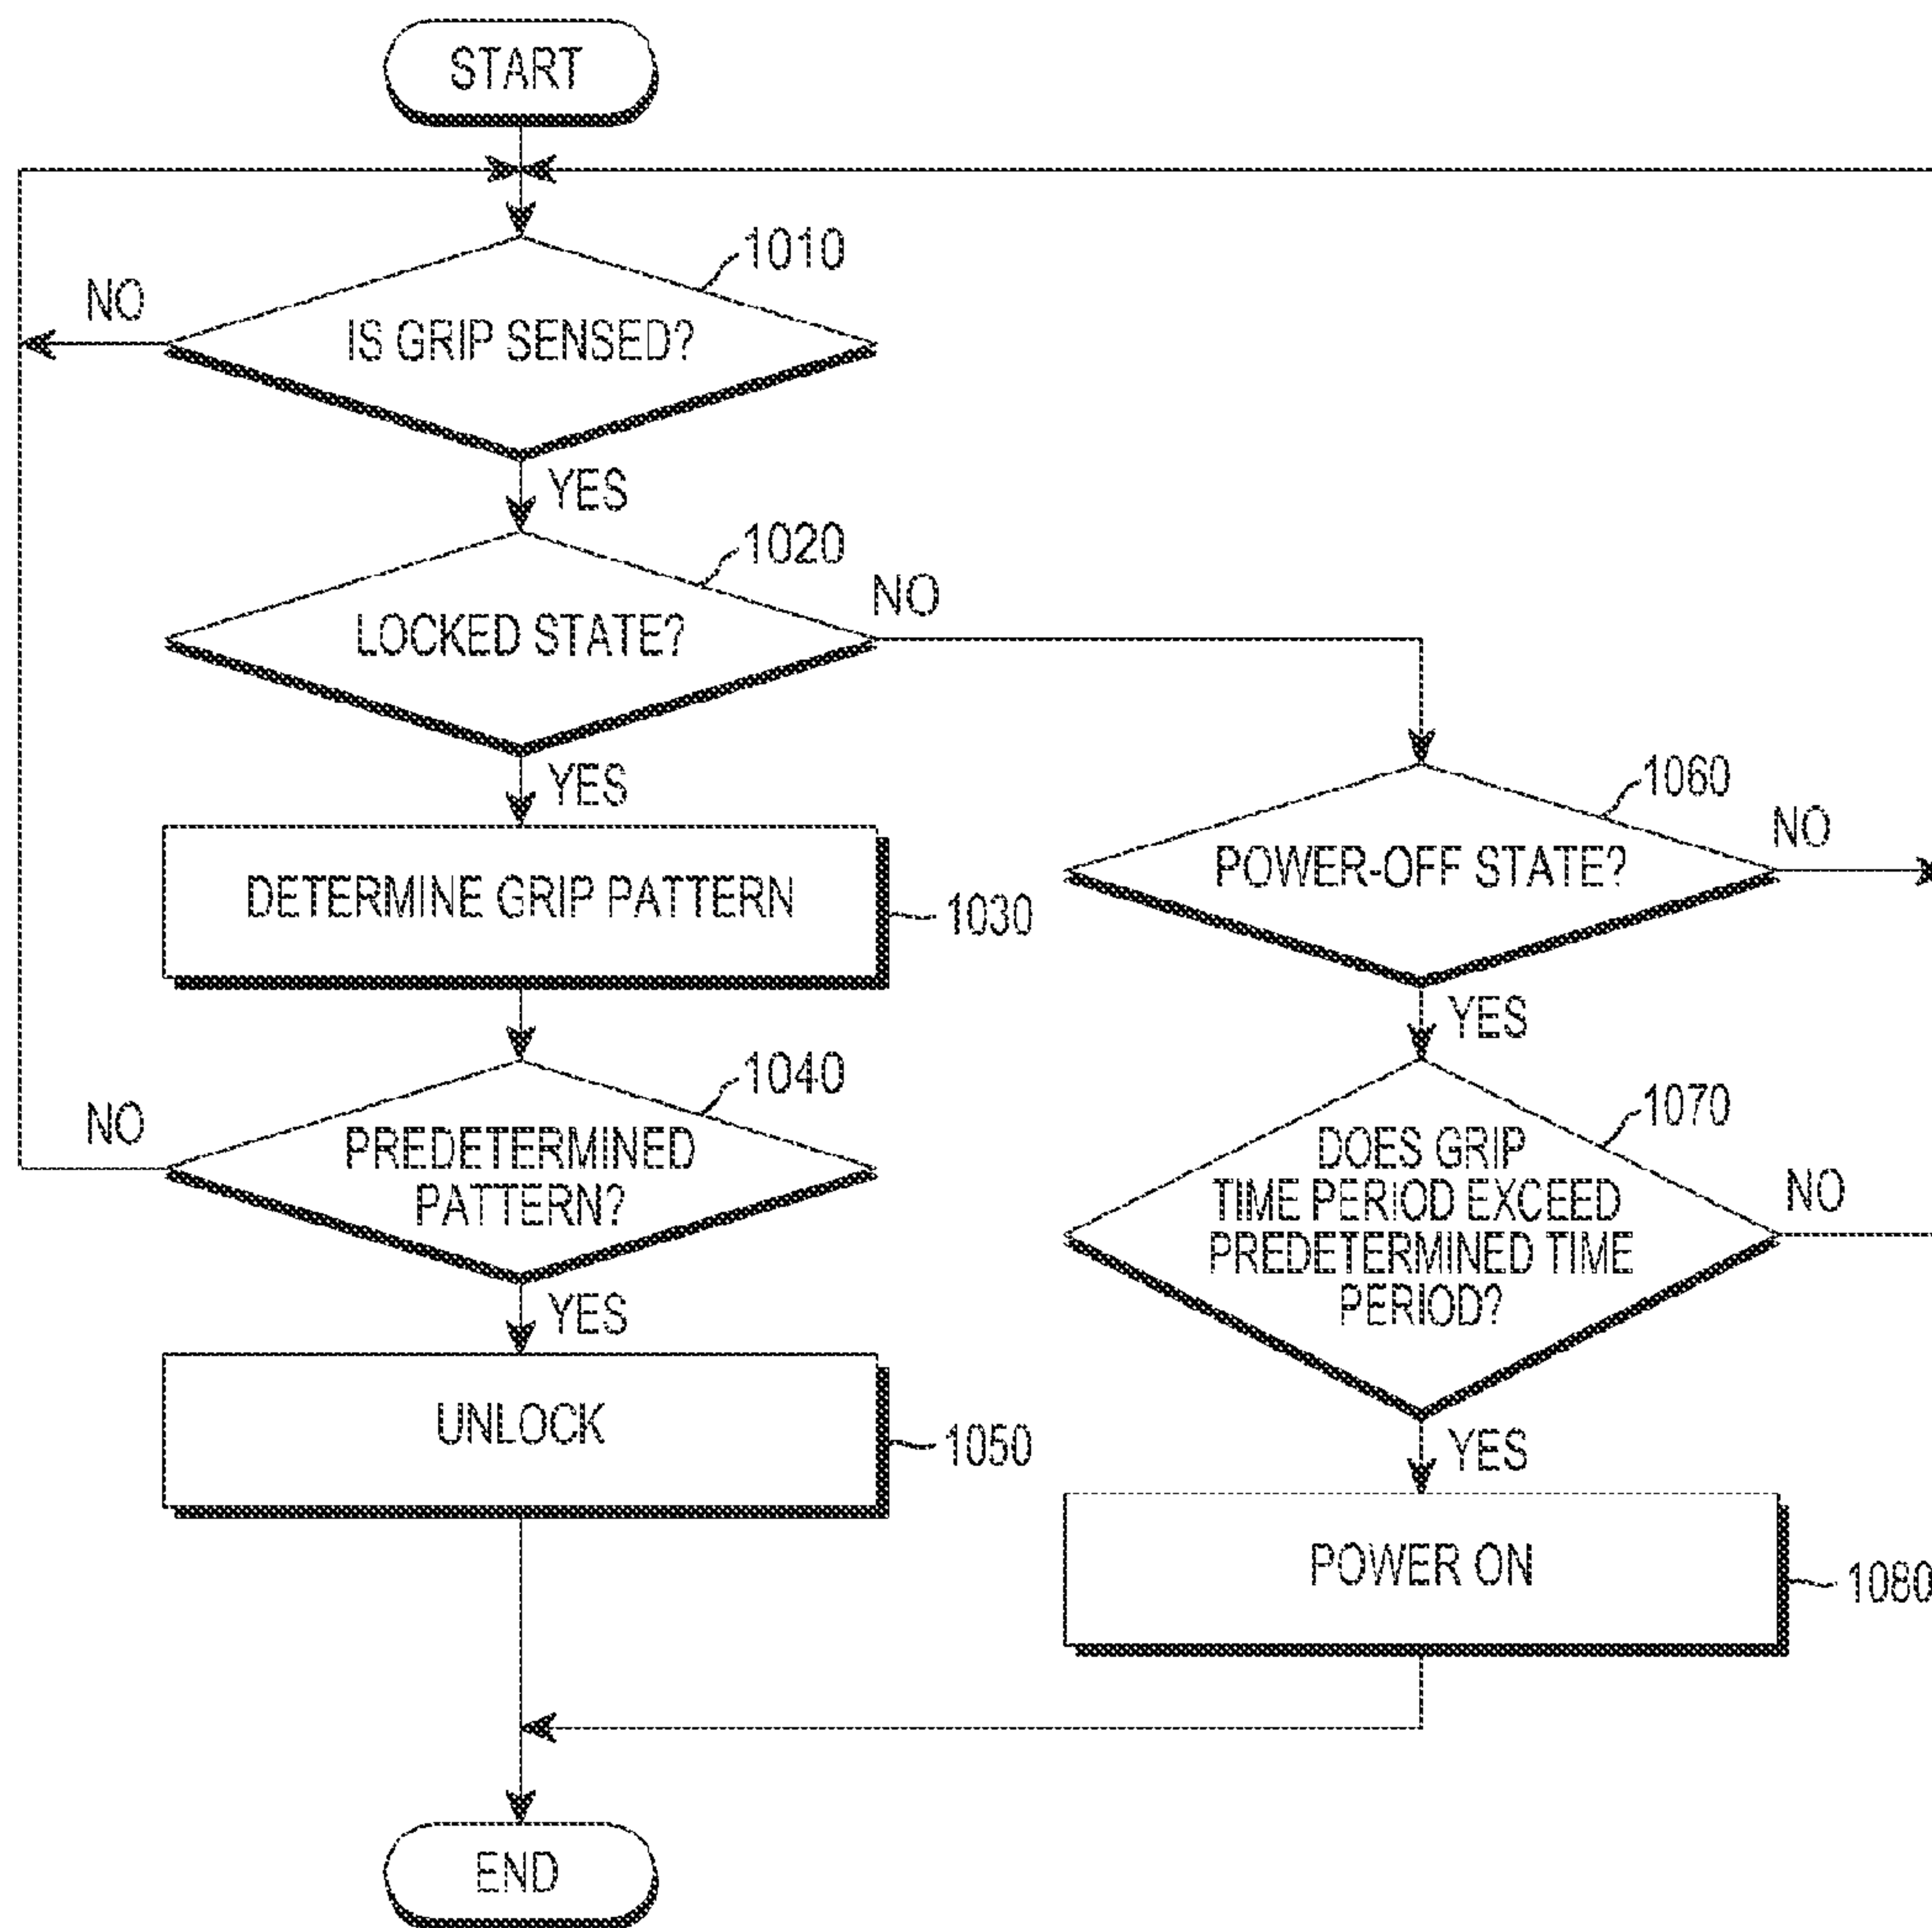 START
1010
NO
IS GRIP SENSED?
YES
1020
NO
LOCKED STATE?
YES
1060
NO
POWER-OFF STATE?
DETERMINE GRIP PATTERN
1030
YES
1040
NO
PREDETERMINED
PATTERN?
1070
DOES GRIP
TIME PERIOD EXCEED
PREDETERMINED TIME
PERIOD?
NO
YES
UNLOCK
1050
YES
POWER ON
1080
END